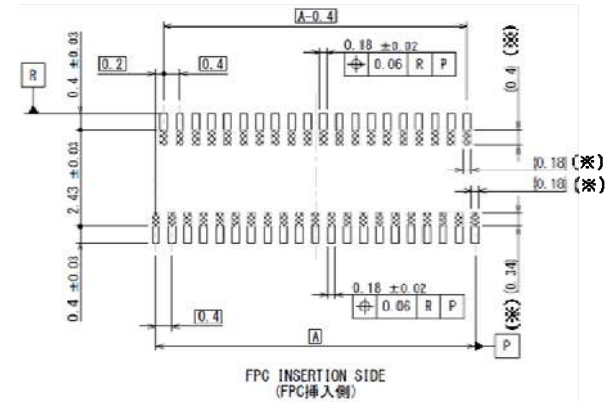 A-0.4
0.18 ±0.02
0.06 R P
0.2
0.4
R
0.4 ±0.03
(0.4) (※)
(0.18) (※)
(0.18) (※)
2.43 ±0.03
0.4 ±0.03
0.4
0.18 ±0.02
0.06 R P
(※) (0.34)
A
P
FPC INSERTION SIDE
(FPC挿入側)